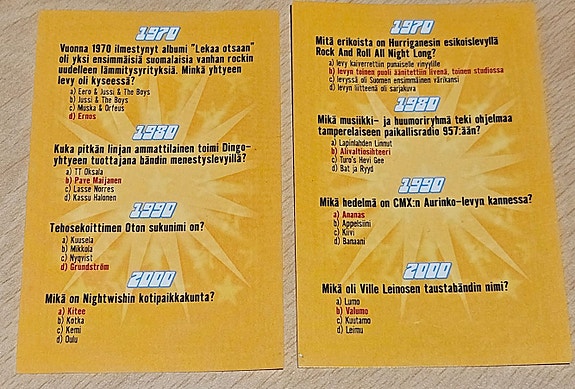 1970
Vuonna 1970 ilmestynyt albumi "Lekaa otsaan"
oli yksi ensimmäisiä suomalaisia vanhan rockin
uudelleen lämmitysyrityksiä. Minkä yhtyeen
levy oli kyseessä?
a) Eero & Jussi & The Boys
b) Jussi & The Boys
c) Muska & Orfeus
d) Ernos
1980
Kuka pitkän linjan ammattilainen toimi Dingo-
yhtyeen tuottajana bändin menestyslevyillä?
a) TT Oksala
b) Pave Maijanen
c) Lasse Norres
d) Kassu Halonen
1990
Tehosekoittimen Oton sukunimi on?
a) Kuusela
b) Mikkola
c) Nyqvist
d) Grundström
2000
Mikä on Nightwishin kotipaikkakunta?
a) Kitee
b) Kotka
c) Kemi
d) Oulu
1970
Mitä erikoista on Hurriganesin esikoislevyllä
Rock And Roll All Night Long?
a) levy kaiverrettiin punaiselle vinyylille
b) levyn toinen puoli äänitettiin livenä, toinen studiossa
c) levyssä oli Suomen ensimmäinen värikansi
d) levyn liitteenä oli sarjakuva
1980
Mikä musiikki- ja huumoriryhmä teki ohjelmaa
tamperelaiseen paikallisradio 957:ään?
a) Lapinlahden Linnut
b) Alivaltiosihteeri
c) Turo's Hevi Gee
d) Bat ja Ryyd
1990
Mikä hedelmä on CMX:n Aurinko-levyn kannessa?
a) Ananas
b) Appelsiini
c) Kiivi
d) Banaani
2000
Mikä oli Ville Leinosen taustabändin nimi?
a) Lumo
b) Valumo
c) Kuutamo
d) Leimu